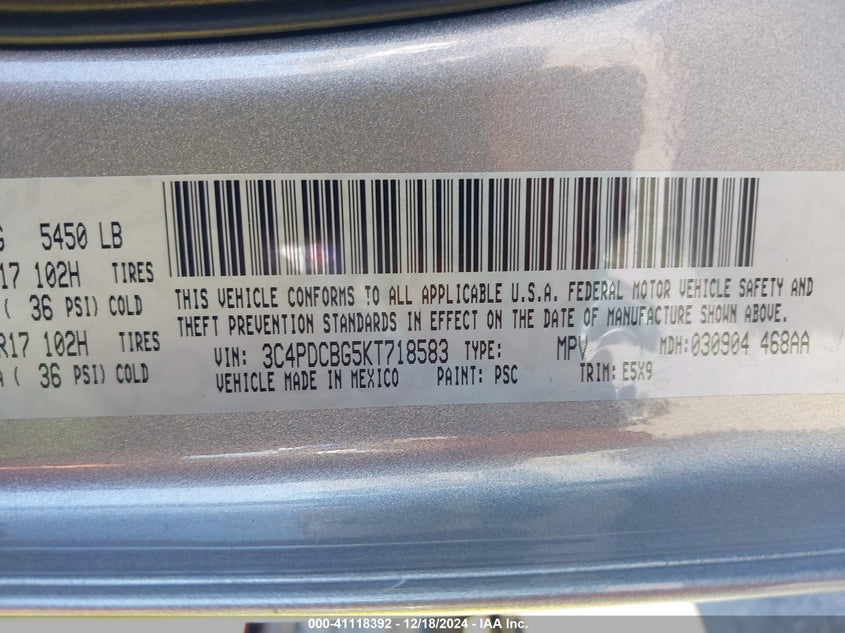 G 5450 LB
R17 102H TIRES
( 36 PSI) COLD
R17 102H TIRES
A ( 36 PSI) COLD
THIS VEHICLE CONFORMS TO ALL APPLICABLE U.S.A. FEDERAL MOTOR VEHICLE SAFETY AND
THEFT PREVENTION STANDARDS IN EFFECT ON THE DATE OF MANUFACTURE SHOWN ABOVE.
VIN: 3C4PDCBG5KT718583 TYPE: MPV MDH:030904 468AA
VEHICLE MADE IN MEXICO PAINT: PSC TRIM: E5X9
000-41118392 - 12/18/2024 - IAA Inc.